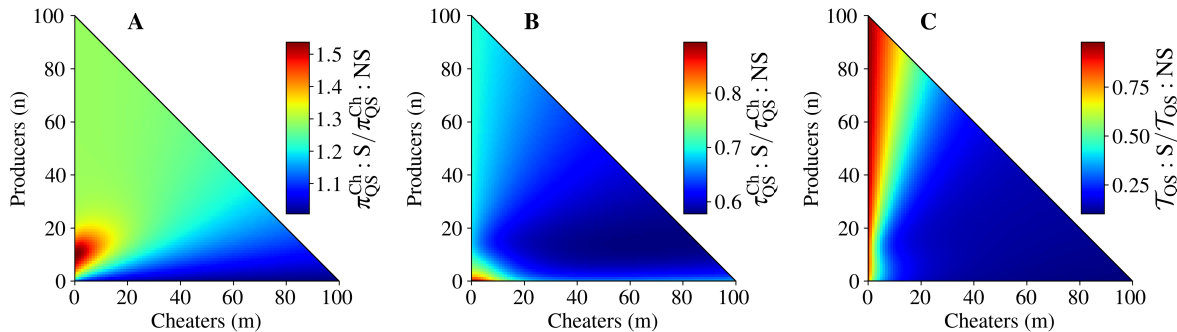 A
100
80
60
40
20
0
0 20 40 60 80 100
Producers (n)
Cheaters (m)
1.5
1.4
1.3
1.2
1.1
π^Ch_QS : S/π^Ch_QS : NS
B
100
80
60
40
20
0
0 20 40 60 80 100
Producers (n)
Cheaters (m)
0.8
0.7
0.6
τ^Ch_QS : S/τ^Ch_QS : NS
C
100
80
60
40
20
0
0 20 40 60 80 100
Producers (n)
Cheaters (m)
0.75
0.50
0.25
𝒯_QS : S/𝒯_QS : NS